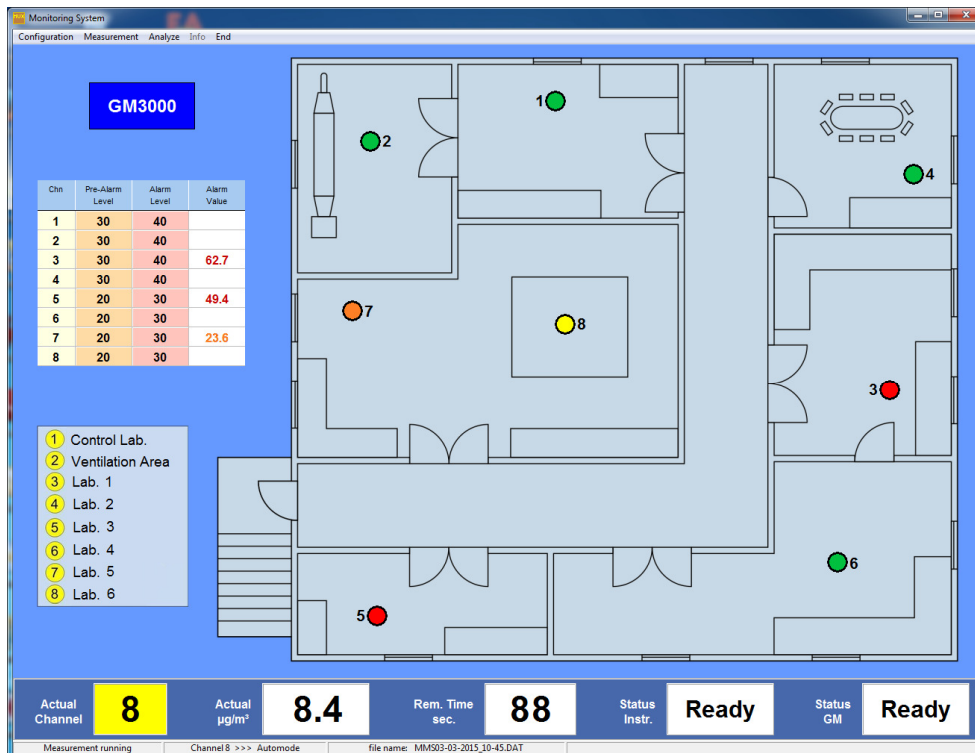 Monitoring System
Configuration Measurement Analyze Info End
GM3000
Chn Pre-Alarm Level Alarm Level Alarm Value
1 30 40
2 30 40
3 30 40 62.7
4 30 40
5 20 30 49.4
6 20 30
7 20 30 23.6
8 20 30
1 Control Lab.
2 Ventilation Area
3 Lab. 1
4 Lab. 2
5 Lab. 3
6 Lab. 4
7 Lab. 5
8 Lab. 6
1
2
4
7
8
3
6
5
Actual Channel 8 Actual µg/m³ 8.4 Rem. Time sec. 88 Status Instr. Ready Status GM Ready
Measurement running Channel 8 >>> Automode file name: MMS03-03-2015_10-45.DAT